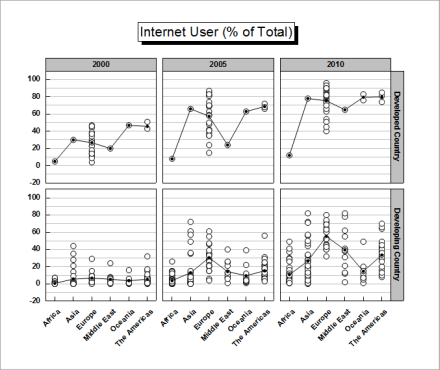 Internet User (% of Total)
2000
2005
2010
100
80
60
40
20
0
-20
Developed Country
100
80
60
40
20
0
-20
Developing Country
Africa
Asia
Europe
Middle East
Oceania
The Americas
Africa
Asia
Europe
Middle East
Oceania
The Americas
Africa
Asia
Europe
Middle East
Oceania
The Americas